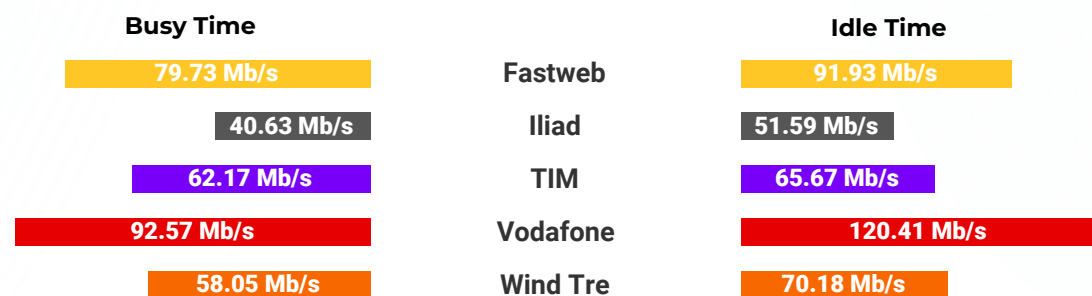 Busy Time Idle Time
79.73 Mb/s Fastweb 91.93 Mb/s
40.63 Mb/s Iliad 51.59 Mb/s
62.17 Mb/s TIM 65.67 Mb/s
92.57 Mb/s Vodafone 120.41 Mb/s
58.05 Mb/s Wind Tre 70.18 Mb/s